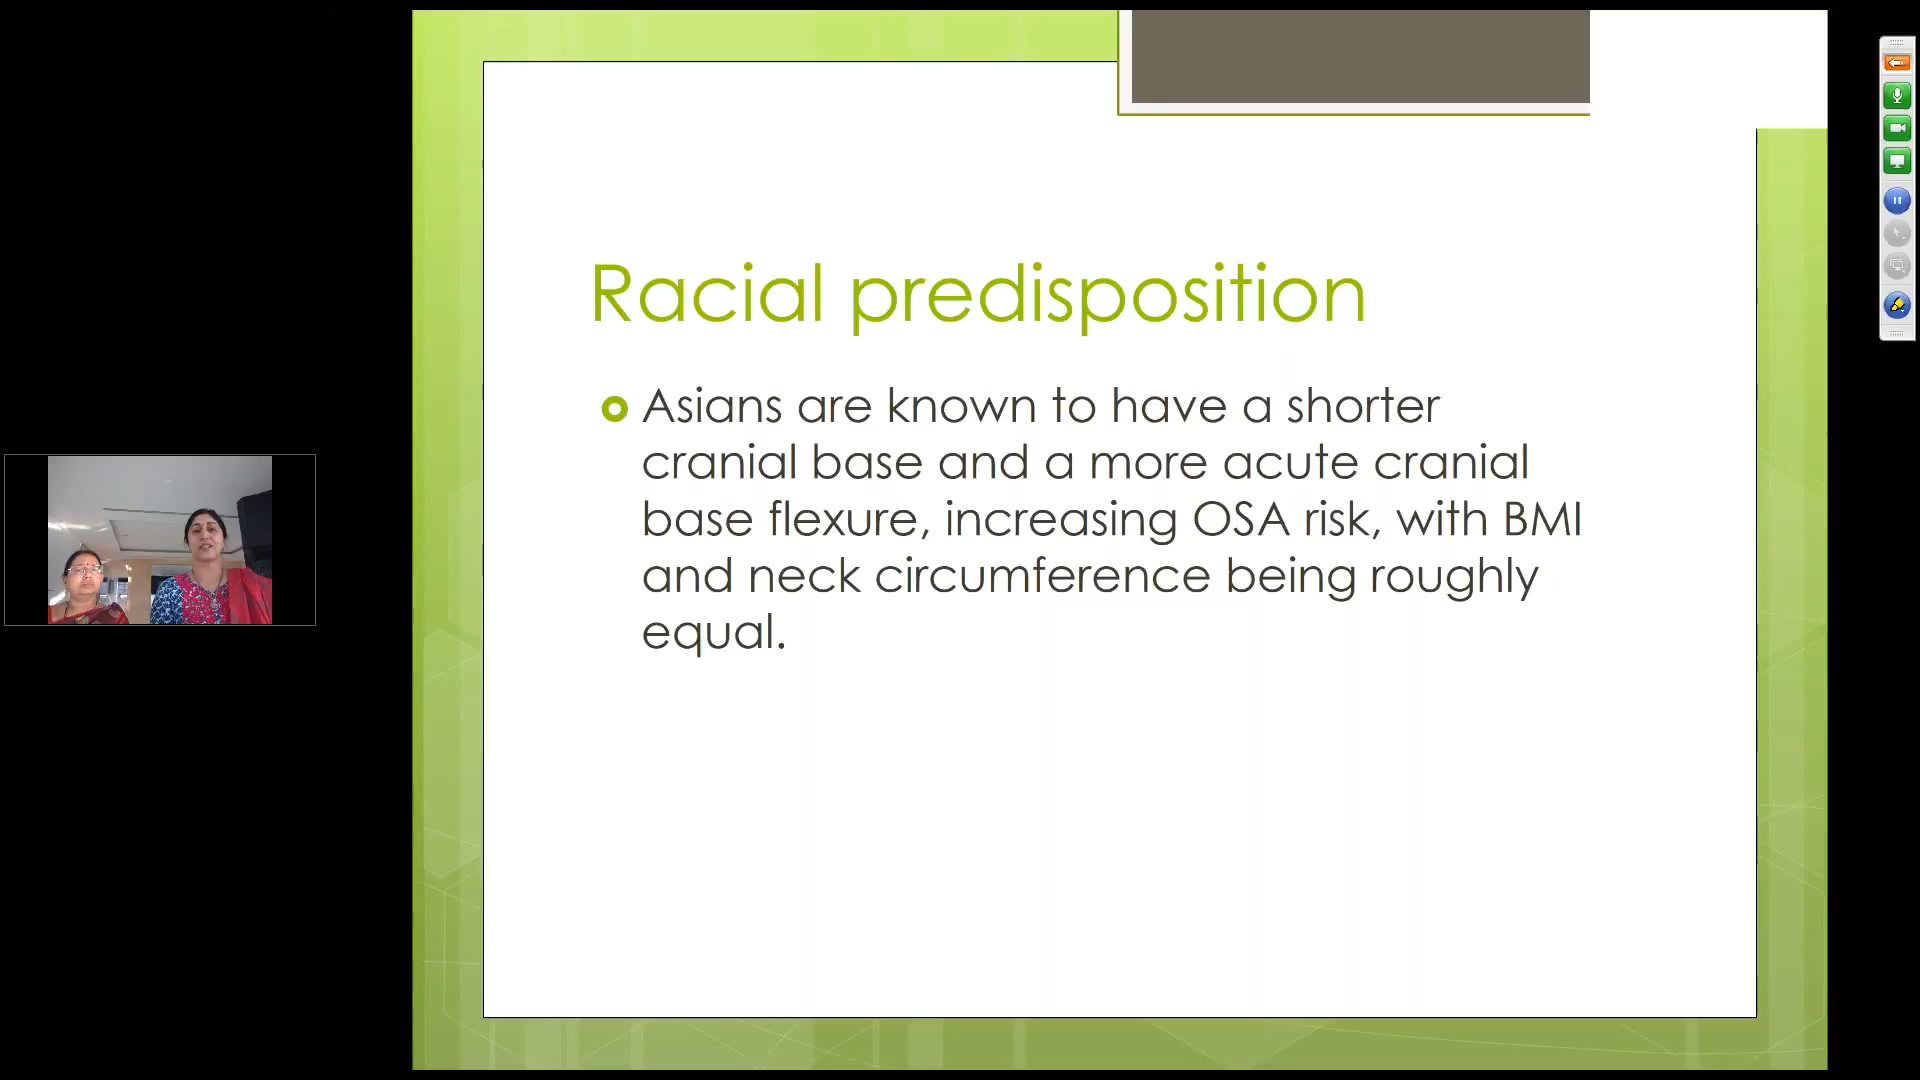 Racial predisposition
Asians are known to have a shorter
cranial base and a more acute cranial
base flexure, increasing OSA risk, with BMI
and neck circumference being roughly
equal.